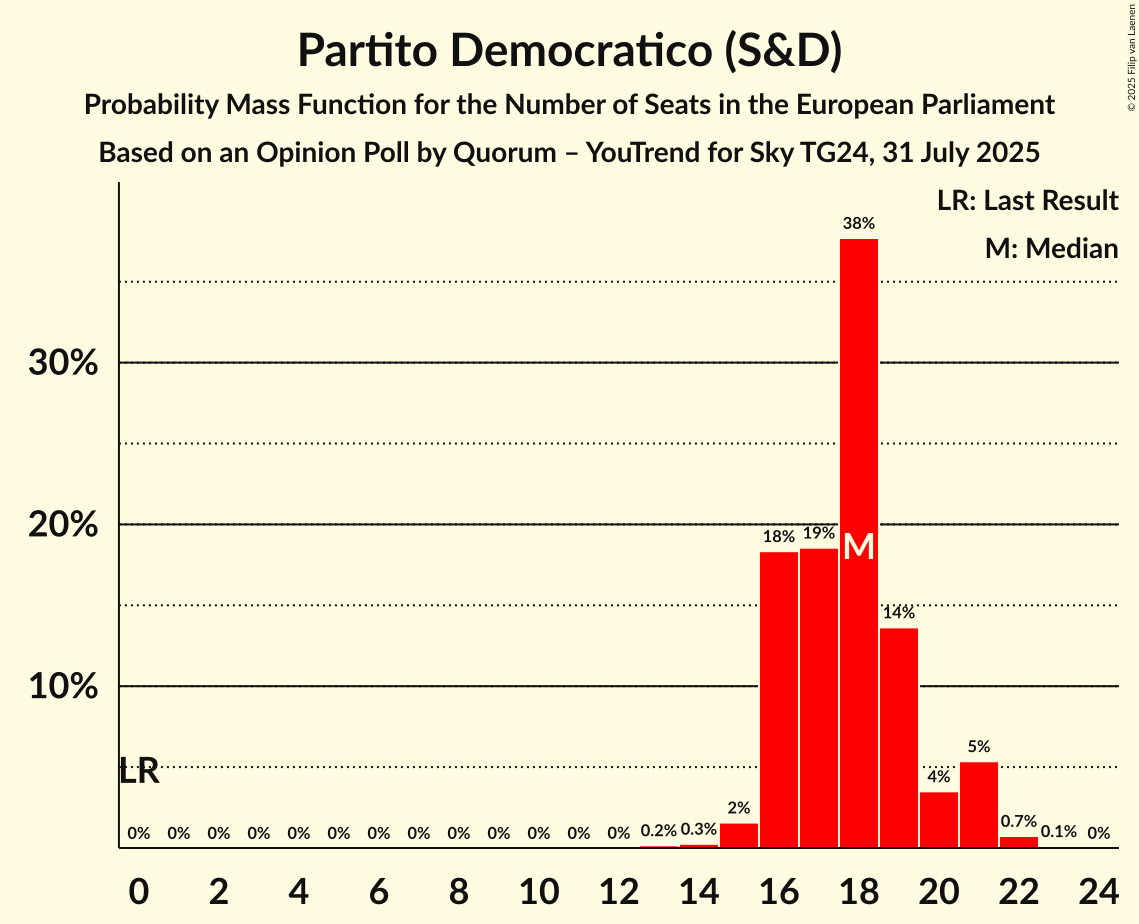 Partito Democratico (S&D)
Probability Mass Function for the Number of Seats in the European Parliament
Based on an Opinion Poll by Quorum – YouTrend for Sky TG24, 31 July 2025
© 2025 Filip van Laenen
LR: Last Result
M: Median
38%
30%
20%
18% 19% M
14%
10%
LR
5%
4%
2%
0.7%
0% 0% 0% 0% 0% 0% 0% 0% 0% 0% 0% 0% 0% 0.2% 0.3% 0.1% 0%
0 2 4 6 8 10 12 14 16 18 20 22 24